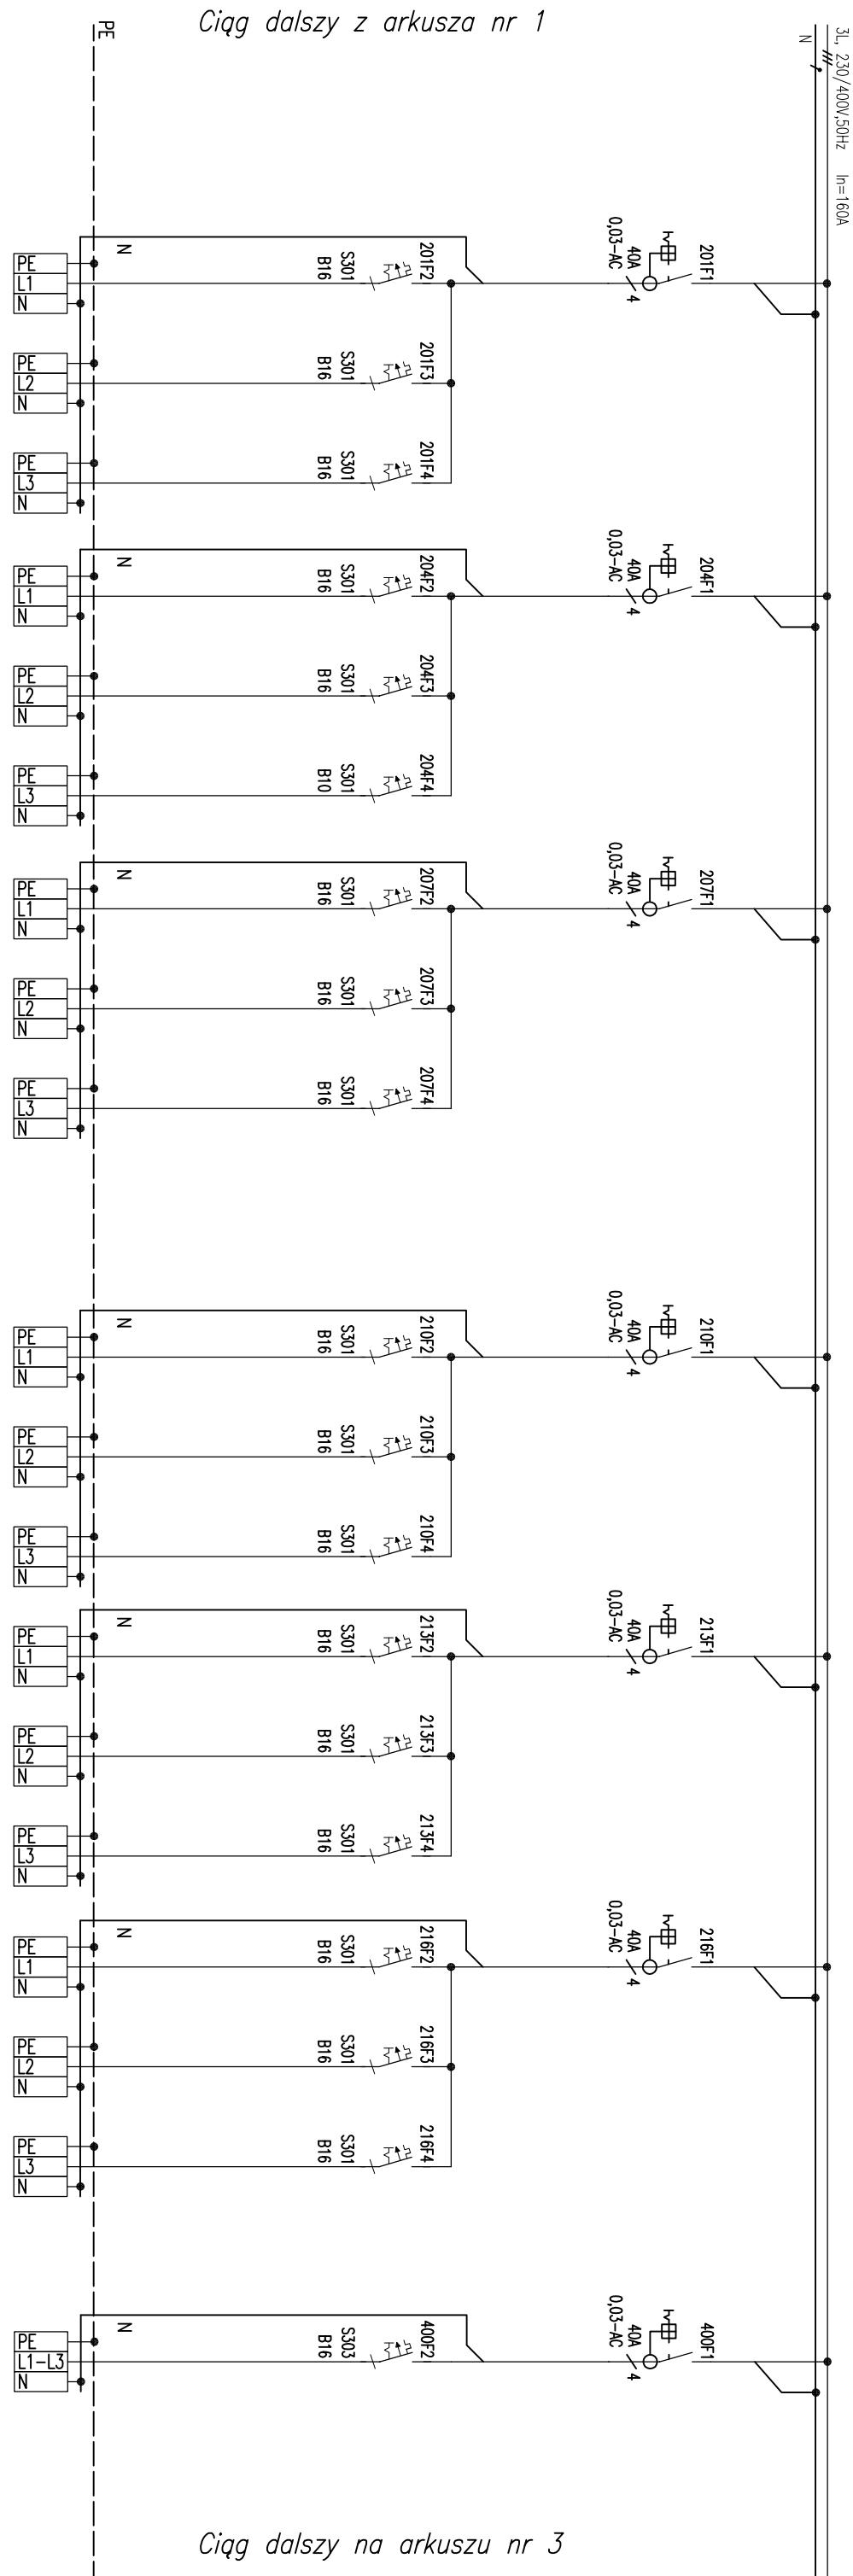 Ciąg dalszy z arkusza nr 1
PE
N
3L, 230/400V,50Hz In=160A
201F1
40A
0,03-AC
4
N
201F2
S301
B16
PE
L1
N
201F3
S301
B16
PE
L2
N
201F4
S301
B16
PE
L3
N
204F1
40A
0,03-AC
4
N
204F2
S301
B16
PE
L1
N
204F3
S301
B16
PE
L2
N
204F4
S301
B10
PE
L3
N
207F1
40A
0,03-AC
4
N
207F2
S301
B16
PE
L1
N
207F3
S301
B16
PE
L2
N
207F4
S301
B16
PE
L3
N
210F1
40A
0,03-AC
4
N
210F2
S301
B16
PE
L1
N
210F3
S301
B16
PE
L2
N
210F4
S301
B16
PE
L3
N
213F1
40A
0,03-AC
4
N
213F2
S301
B16
PE
L1
N
213F3
S301
B16
PE
L2
N
213F4
S301
B16
PE
L3
N
216F1
40A
0,03-AC
4
N
216F2
S301
B16
PE
L1
N
216F3
S301
B16
PE
L2
N
216F4
S301
B16
PE
L3
N
400F1
40A
0,03-AC
4
N
400F2
S303
B16
PE
L1-L3
N
Ciąg dalszy na arkuszu nr 3